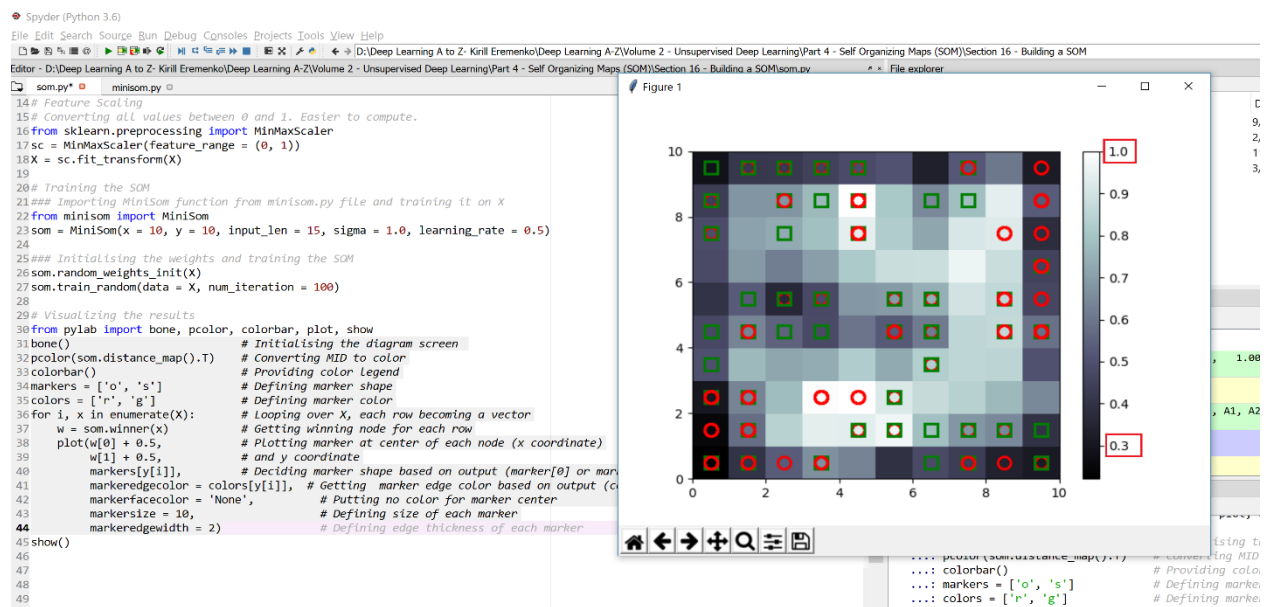 Spyder (Python 3.6)
File Edit Search Source Run Debug Consoles Projects Tools View Help
D:\Deep Learning A to Z- Kirill Eremenko\Deep Learning A-Z\Volume 2 - Unsupervised Deep Learning\Part 4 - Self Organizing Maps (SOM)\Section 16 - Building a SOM
Editor - D:\Deep Learning A to Z- Kirill Eremenko\Deep Learning A-Z\Volume 2 - Unsupervised Deep Learning\Part 4 - Self Organizing Maps (SOM)\Section 16 - Building a SOM\som.py
File explorer
som.py*
minisom.py
14 # Feature Scaling
15 # Converting all values between 0 and 1. Easier to compute.
16 from sklearn.preprocessing import MinMaxScaler
17 sc = MinMaxScaler(feature_range = (0, 1))
18 X = sc.fit_transform(X)
19
20 # Training the SOM
21 ### Importing MiniSom function from minisom.py file and training it on X
22 from minisom import MiniSom
23 som = MiniSom(x = 10, y = 10, input_len = 15, sigma = 1.0, learning_rate = 0.5)
24
25 ### Initialising the weights and training the SOM
26 som.random_weights_init(X)
27 som.train_random(data = X, num_iteration = 100)
28
29 # Visualizing the results
30 from pylab import bone, pcolor, colorbar, plot, show
31 bone() # Initialising the diagram screen
32 pcolor(som.distance_map().T) # Converting MID to color
33 colorbar() # Providing color legend
34 markers = ['o', 's'] # Defining marker shape
35 colors = ['r', 'g'] # Defining marker color
36 for i, x in enumerate(X): # Looping over X, each row becoming a vector
37 w = som.winner(x) # Getting winning node for each row
38 plot(w[0] + 0.5, # Plotting marker at center of each node (x coordinate)
39 w[1] + 0.5, # and y coordinate
40 markers[y[i]], # Deciding marker shape based on output (marker[0] or mar
41 markeredgecolor = colors[y[i]], # Getting marker edge color based on output (c
42 markerfacecolor = 'None', # Putting no color for marker center
43 markersize = 10, # Defining size of each marker
44 markeredgewidth = 2) # Defining edge thickness of each marker
45 show()
46
47
48
49
Figure 1
10
8
6
4
2
0
0 2 4 6 8 10
1.0
0.9
0.8
0.7
0.6
0.5
0.4
0.3
9,
2,
1
3,
, 1.00
, A1, A2
...: pcolor(som.distance_map().T) # Converting MID
...: colorbar() # Providing colo
...: markers = ['o', 's'] # Defining marke
...: colors = ['r', 'g'] # Defining marke